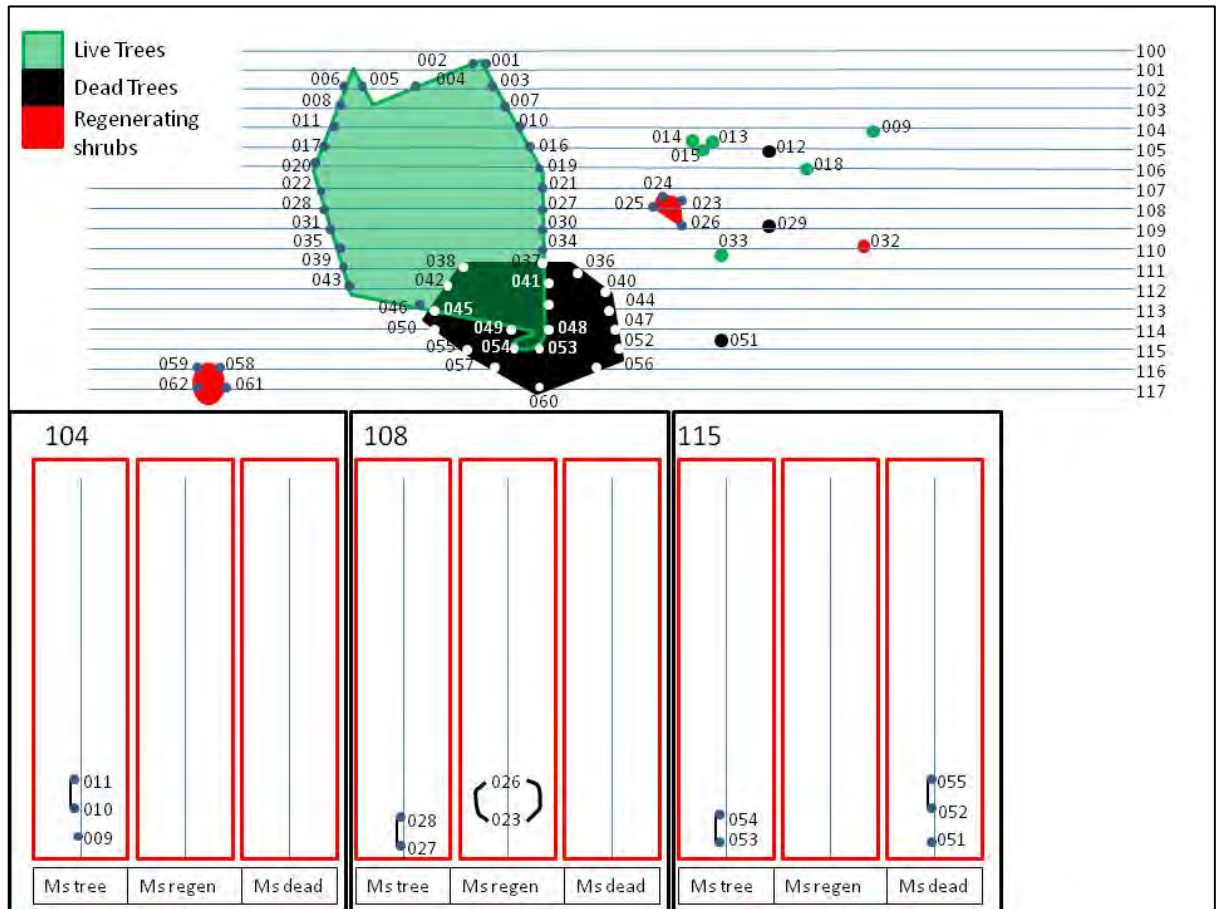 Live Trees
Dead Trees
Regenerating
shrubs
002 001 100
101
006 005 004 003 102
008 007 103
011 010 009 104
014 013
017 016 015 012 105
020 019 018 106
022 021 024 107
028 027 025 023 108
031 030 026 029 109
035 034 033 032 110
039 038 037 036 111
043 042 041 040 112
046 045 044 113
050 049 048 047 114
055 054 053 052 051 115
059 058 057 056 116
062 061 060 117
104
011
010
009
Ms tree Ms regen Ms dead
108
028
027
026
023
Ms tree Ms regen Ms dead
115
054
053
055
052
051
Ms tree Ms regen Ms dead